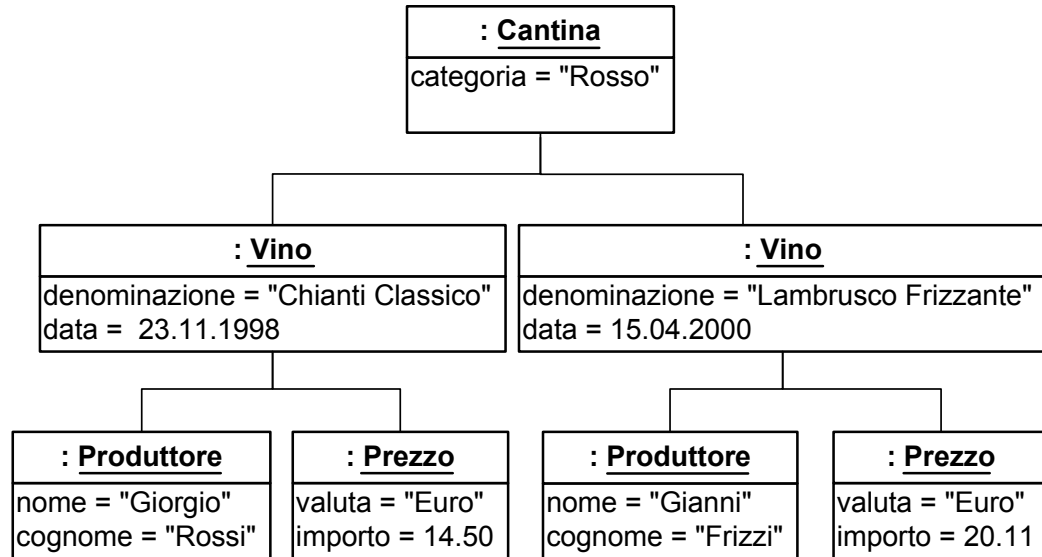 : Cantina
categoria = "Rosso"
: Vino
denominazione = "Chianti Classico"
data = 23.11.1998
: Vino
denominazione = "Lambrusco Frizzante"
data = 15.04.2000
: Produttore
nome = "Giorgio"
cognome = "Rossi"
: Prezzo
valuta = "Euro"
importo = 14.50
: Produttore
nome = "Gianni"
cognome = "Frizzi"
: Prezzo
valuta = "Euro"
importo = 20.11